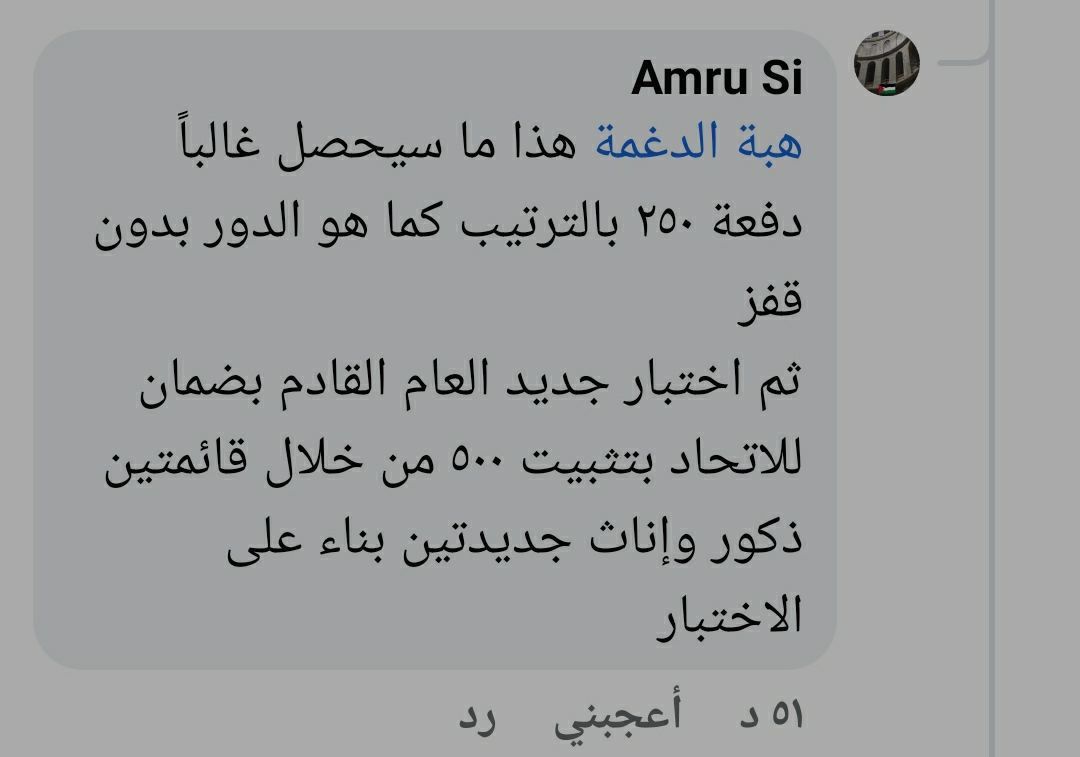 Amru Si
هبة الدغمة هذا ما سيحصل غالباً
دفعة ٢٥٠ بالترتيب كما هو الدور بدون
قفز
ثم اختبار جديد العام القادم بضمان
للاتحاد بتثبيت ٥٠٠ من خلال قائمتين
ذكور وإناث جديدتين بناء على
الاختبار
٥١ د أعجبني رد